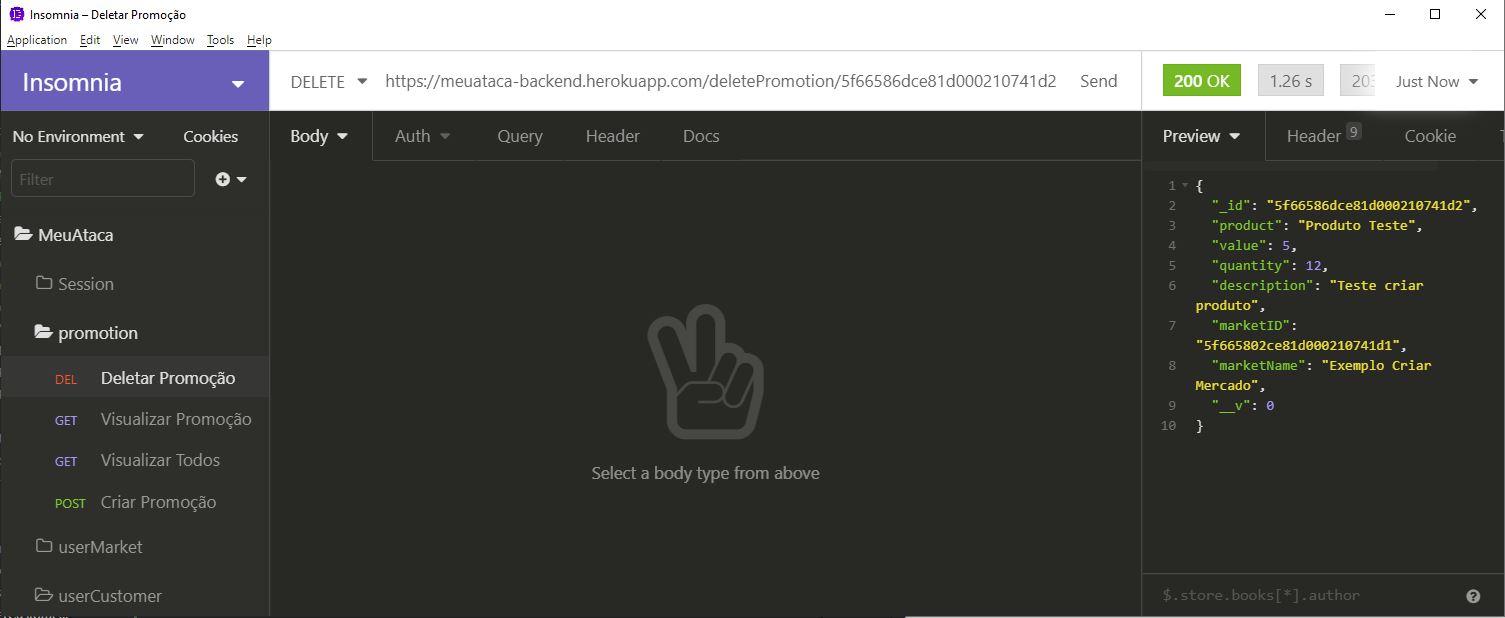 Insomnia – Deletar Promoção
Application Edit View Window Tools Help
Insomnia
DELETE https://meuataca-backend.herokuapp.com/deletePromotion/5f66586dce81d000210741d2 Send
200 OK 1.26 s Just Now
No Environment Cookies
Body Auth Query Header Docs
Preview Header 9 Cookie
Filter
MeuAtaca
Session
promotion
DEL Deletar Promoção
GET Visualizar Promoção
GET Visualizar Todos
POST Criar Promoção
userMarket
userCustomer
Select a body type from above
1 {
2 "_id": "5f66586dce81d000210741d2",
3 "product": "Produto Teste",
4 "value": 5,
5 "quantity": 12,
6 "description": "Teste criar
produto",
7 "marketID":
"5f665802ce81d000210741d1",
8 "marketName": "Exemplo Criar
Mercado",
9 "__v": 0
10 }
$.store.books[*].author